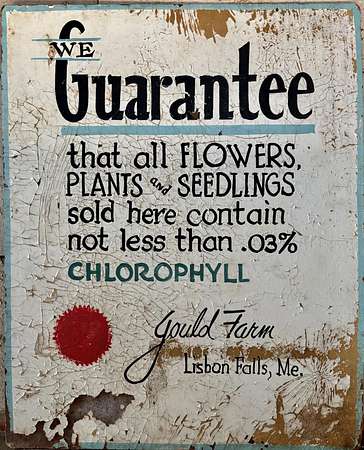 WE
Guarantee
that all FLOWERS,
PLANTS and SEEDLINGS
sold here contain
not less than .03%
CHLOROPHYLL
Gould Farm
Lisbon Falls, Me.